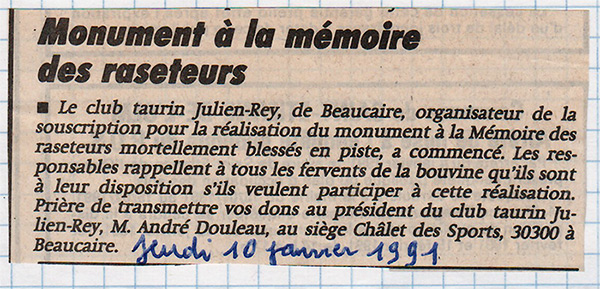 Monument à la mémoire
des raseteurs
■ Le club taurin Julien-Rey, de Beaucaire, organisateur de la
souscription pour la réalisation du monument à la Mémoire des
raseteurs mortellement blessés en piste, a commencé. Les res-
ponsables rappellent à tous les fervents de la bouvine qu'ils sont
à leur disposition s'ils veulent participer à cette réalisation.
Prière de transmettre vos dons au président du club taurin Ju-
lien-Rey, M. André Douleau, au siège Châlet des Sports, 30300 à
Beaucaire. Jeudi 10 janvier 1991